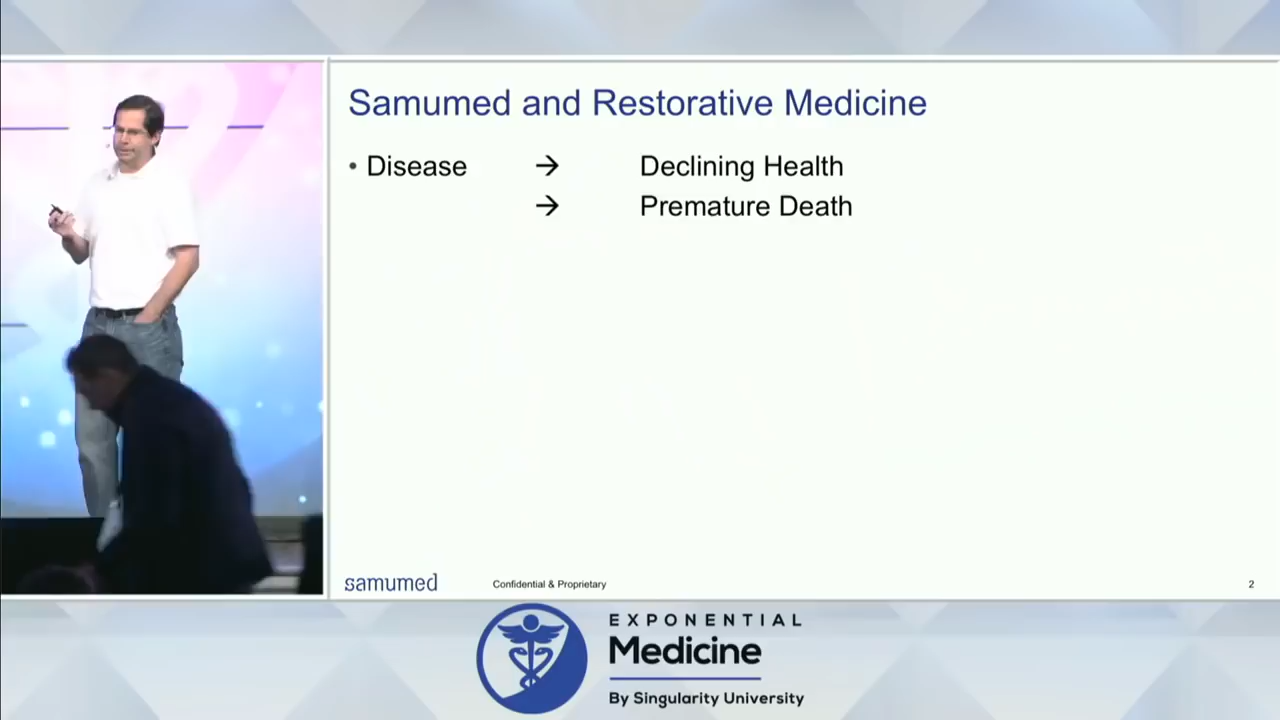 Samumed and Restorative Medicine
• Disease → Declining Health
→ Premature Death
samumed Confidential & Proprietary 2
EXPONENTIAL
Medicine
By Singularity University